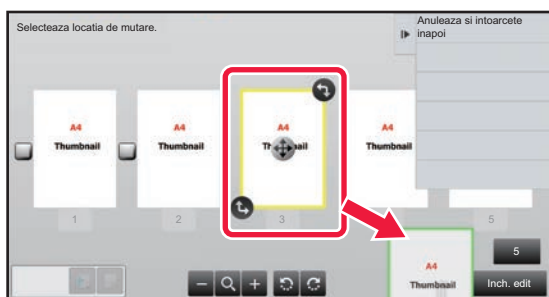 Selecteaza locatia de mutare.
Anuleaza si intoarcete
inapoi
A4
Thumbnail
A4
Thumbnail
A4
A4
Thumbnail
1
2
3
5
A4
Thumbnail
5
Inch. edit